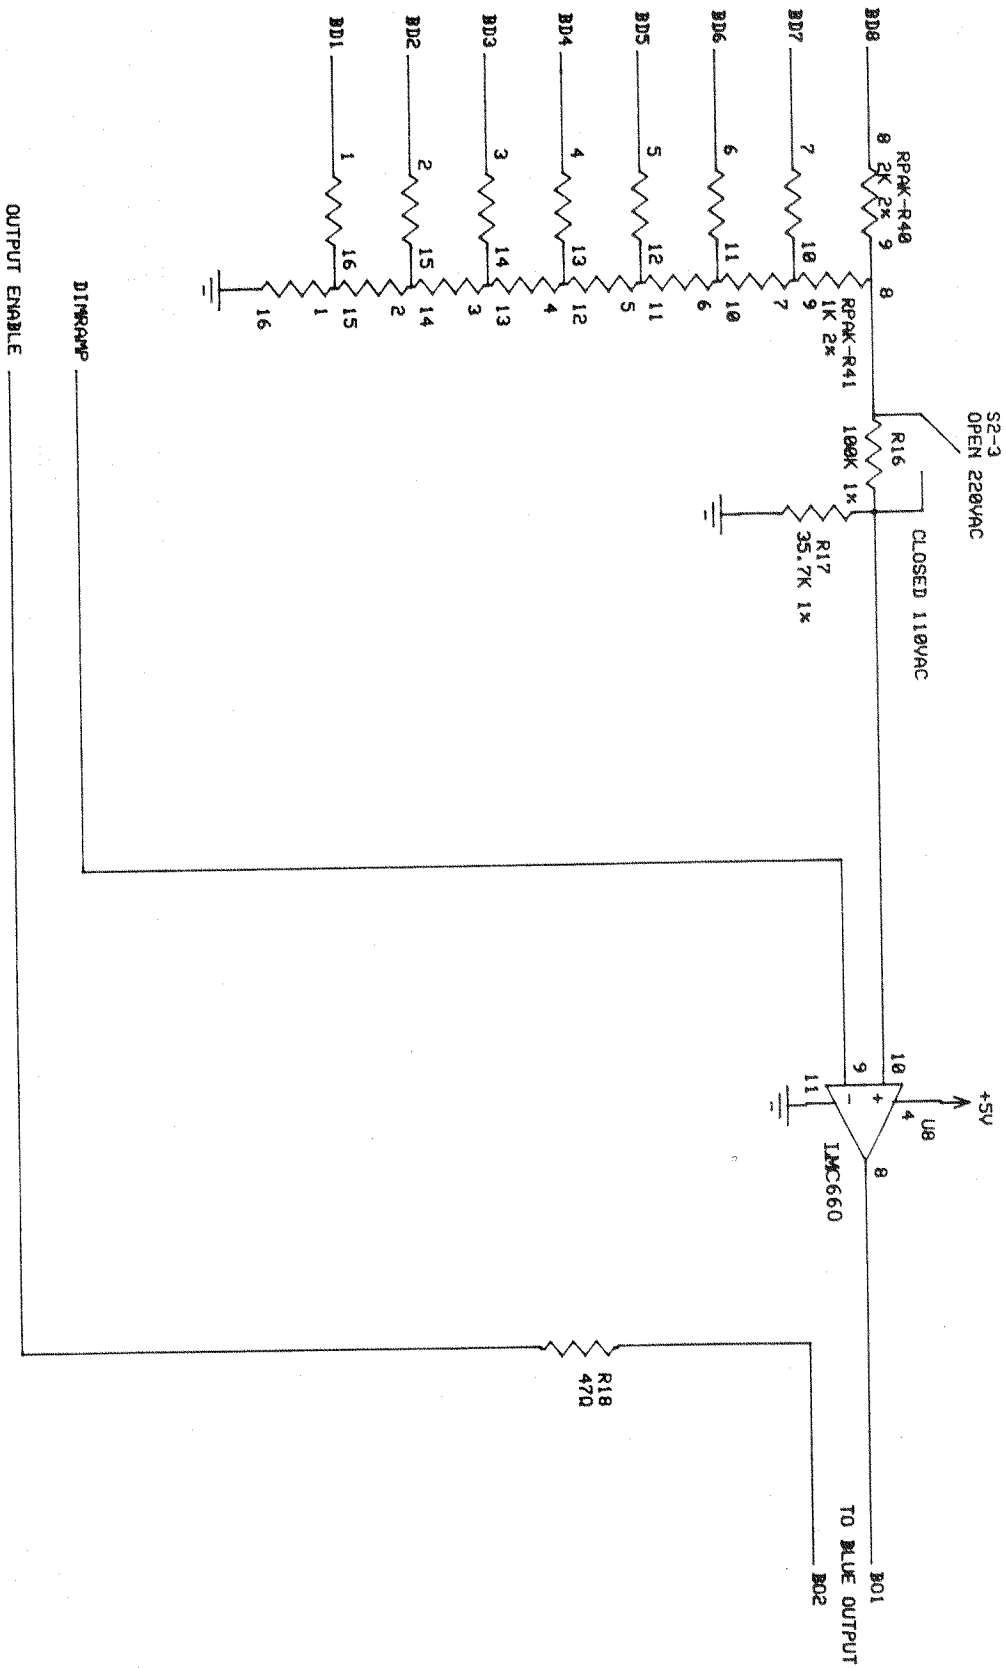 BD8
BD7
BD6
BD5
BD4
BD3
BD2
BD1
RPAK-R40
8 2K 2% 9
7 10
6 11
5 12
4 13
3 14
2 15
1 16
8
RPAK-R41
1K 2%
9
7
10
6
11
5
12
4
13
3
14
2
15
1
16
S2-3
OPEN 220VAC
CLOSED 110VAC
R16
100K 1%
R17
35.7K 1%
DIMRAMP
OUTPUT ENABLE
+5V
U8
4
10
+
9
-
11
8
LMC660
R18
47Ω
BO1
TO BLUE OUTPUT
BO2